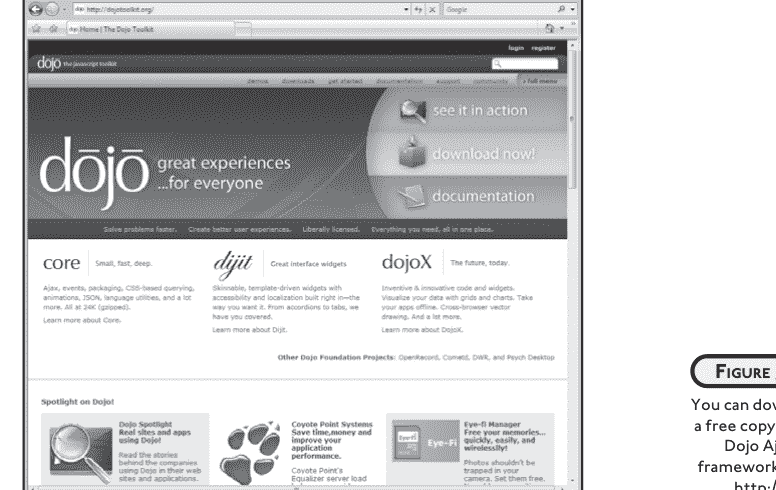 http://dojotoolkit.org/
Google
Home | The Dojo Toolkit
login register
dojo the javascript toolkit
demos downloads get started documentation support community » full menu
see it in action
download now!
documentation
dōjō great experiences
...for everyone
Solve problems faster. Create better user experiences. Liberally licensed. Everything you need, all in one place.
core Small, fast, deep.
Ajax, events, packaging, CSS-based querying,
animations, JSON, language utilities, and a lot
more. All at 24K (gzipped).
Learn more about Core.
dijit Great interface widgets
Skinnable, template-driven widgets with
accessibility and localization built right in—the
way you want it. From accordions to tabs, we
have you covered.
Learn more about Dijit.
dojoX The future, today.
Inventive & innovative code and widgets.
Visualize your data with grids and charts. Take
your apps offline. Cross-browser vector
drawing. And a lot more.
Learn more about DojoX.
Other Dojo Foundation Projects: OpenRecord, Cometd, DWR, and Psych Desktop
Spotlight on Dojo!
Dojo Spotlight
Real sites and apps
using Dojo!
Read the stories
behind the companies
using Dojo in their web
sites and applications.
Coyote Point Systems
Save time,money and
improve your
application
performance.
Coyote Point's
Equalizer server load
Eye-Fi
Eye-Fi
Eye-fi Manager
Free your memories...
quickly, easily, and
wirelessly!
Photos shouldn't be
trapped in your
camera. Set them free.
FIGURE
You can dow
a free copy
Dojo Aj
framework
http:/